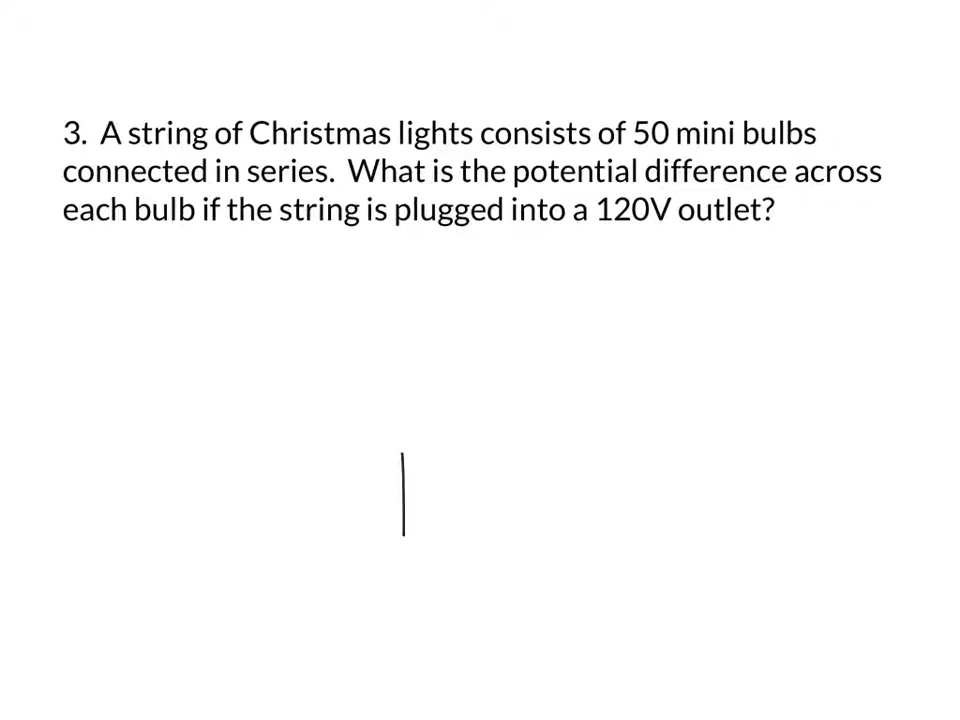 3. A string of Christmas lights consists of 50 mini bulbs
connected in series. What is the potential difference across
each bulb if the string is plugged into a 120V outlet?